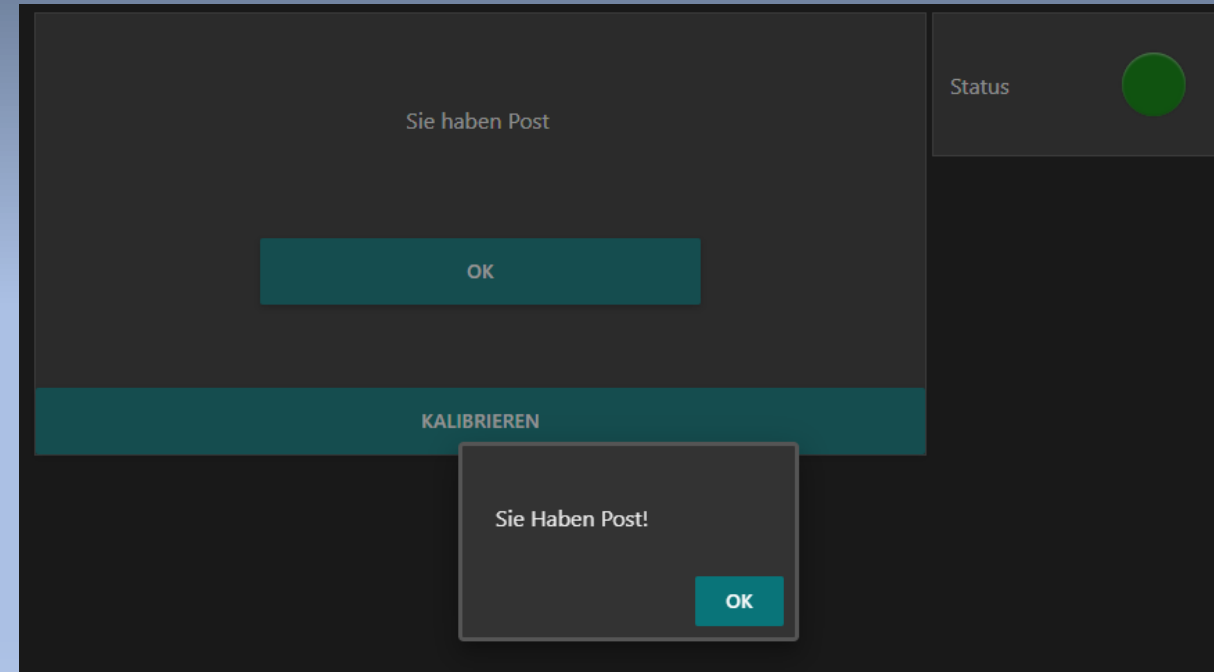 Sie haben Post
Status
OK
KALIBRIEREN
Sie Haben Post!
OK